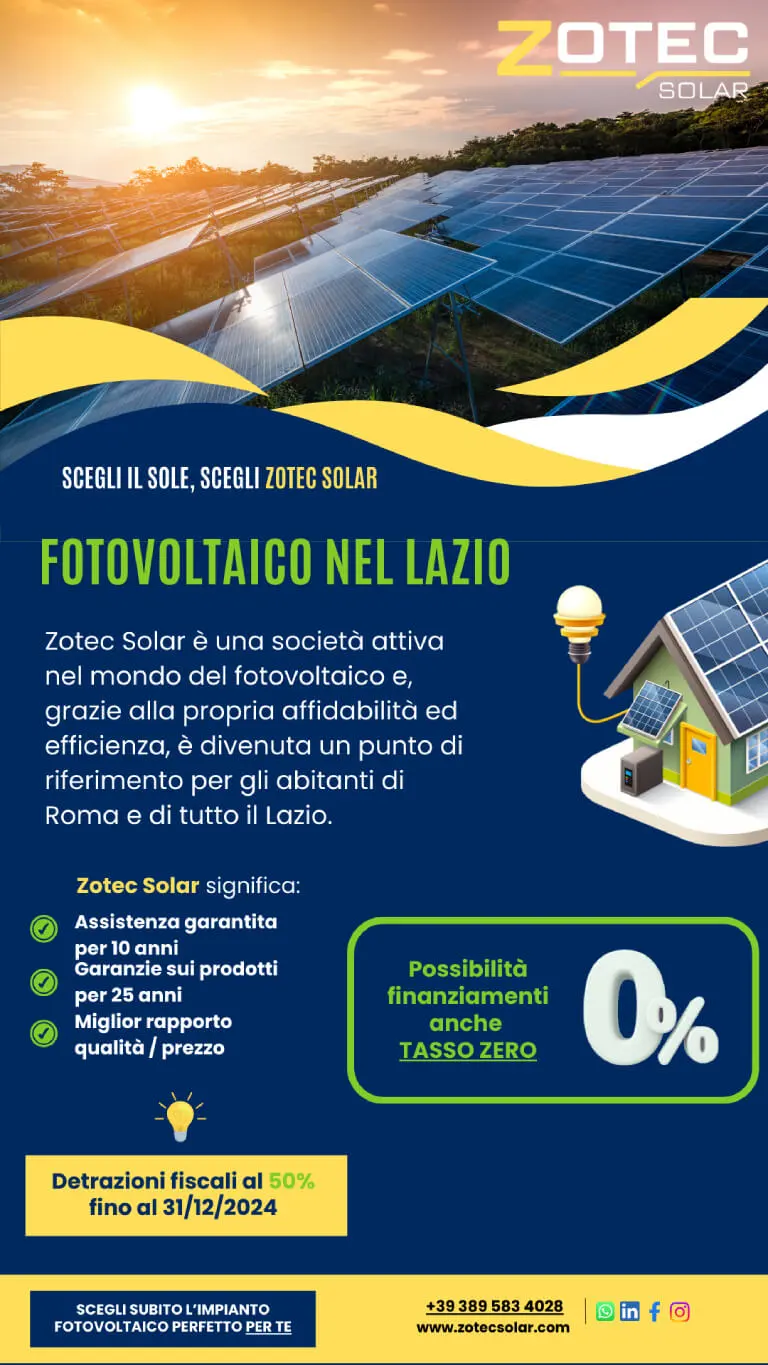 ZOTEC
SOLAR
SCEGLI IL SOLE, SCEGLI ZOTEC SOLAR
FOTOVOLTAICO NEL LAZIO
Zotec Solar è una società attiva
nel mondo del fotovoltaico e,
grazie alla propria affidabilità ed
efficienza, è divenuta un punto di
riferimento per gli abitanti di
Roma e di tutto il Lazio.
Zotec Solar significa:
Assistenza garantita
per 10 anni
Garanzie sui prodotti
per 25 anni
Miglior rapporto
qualità / prezzo
Possibilità
finanziamenti
anche
TASSO ZERO
0%
Detrazioni fiscali al 50%
fino al 31/12/2024
SCEGLI SUBITO L'IMPIANTO
FOTOVOLTAICO PERFETTO PER TE
+39 389 583 4028
www.zotecsolar.com